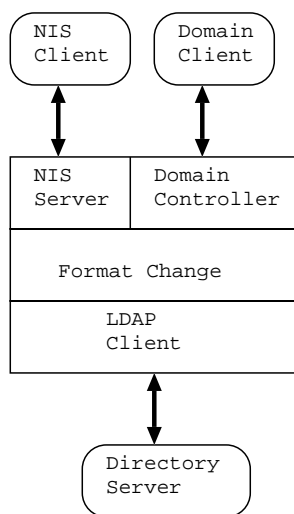 NIS
Client
Domain
Client
NIS
Server
Domain
Controller
Format Change
LDAP
Client
Directory
Server